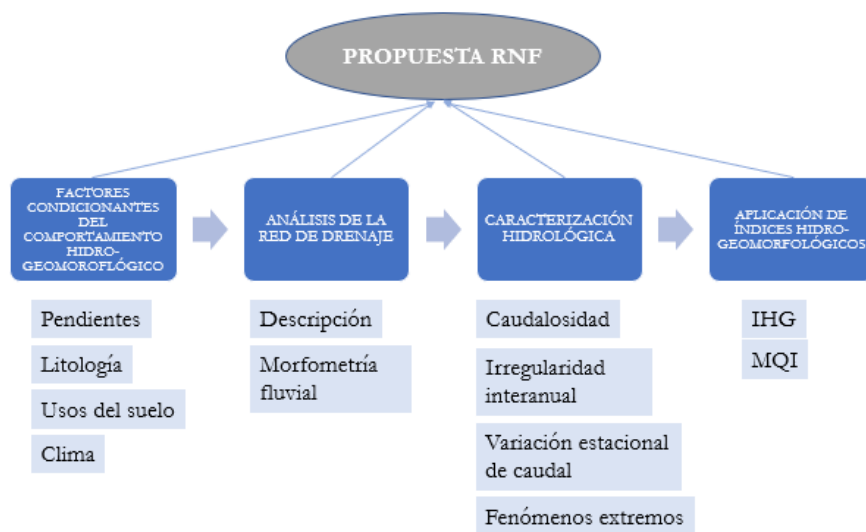 PROPUESTA RNF
FACTORES
CONDICIONANTES
DEL
COMPORTAMIENTO
HIDRO-
GEOMOROFLÓGICO
ANÁLISIS DE LA
RED DE DRENAJE
CARACTERIZACIÓN
HIDROLÓGICA
APLICACIÓN DE
ÍNDICES HIDRO-
GEOMORFOLÓGICOS
Pendientes
Litología
Usos del suelo
Clima
Descripción
Morfometría
fluvial
Caudalosidad
Irregularidad
interanual
Variación estacional
de caudal
Fenómenos extremos
IHG
MQI